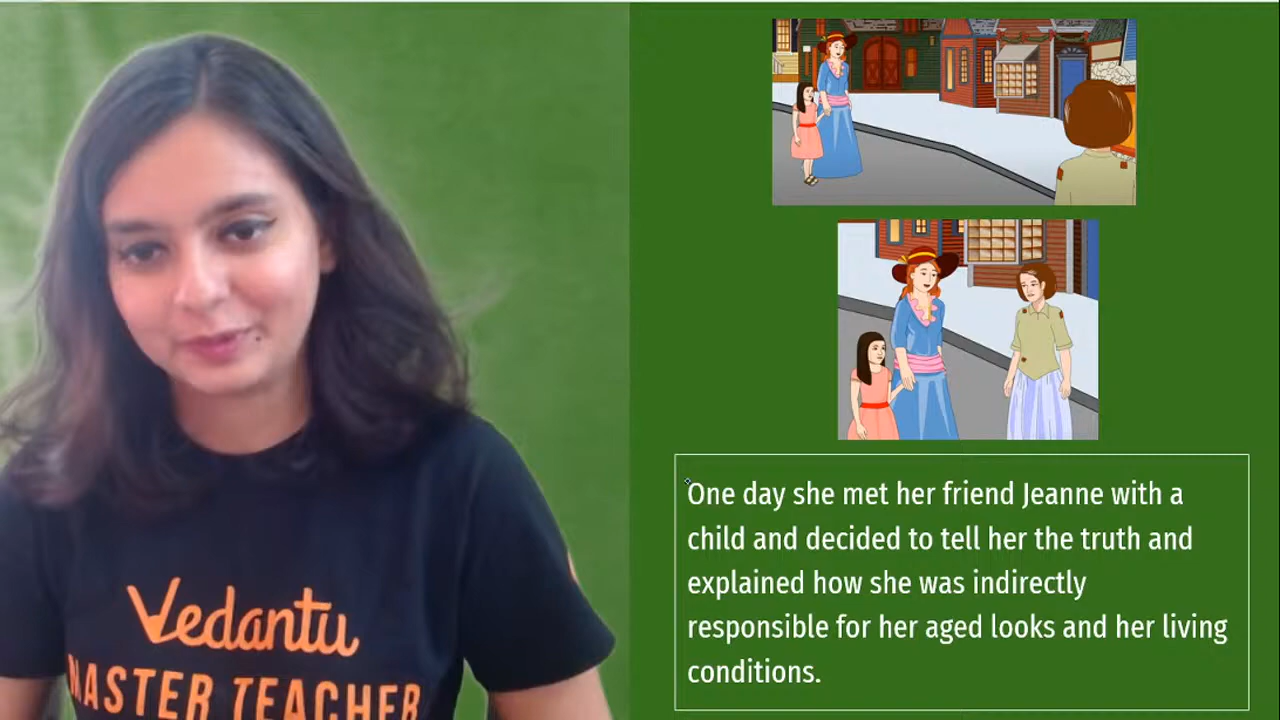 Vedantu
MASTER TEACHER
One day she met her friend Jeanne with a
child and decided to tell her the truth and
explained how she was indirectly
responsible for her aged looks and her living
conditions.